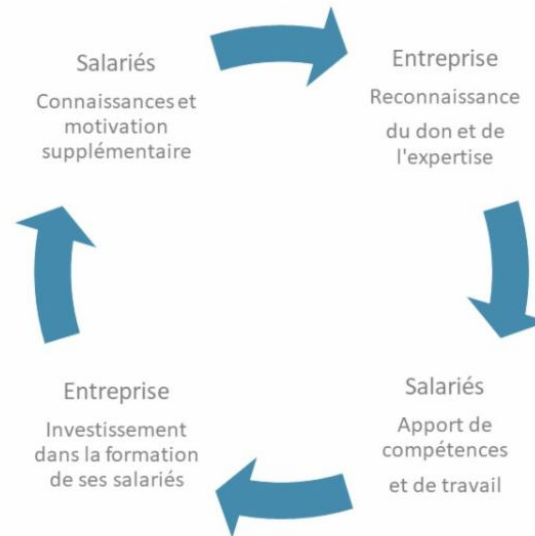 Salariés
Connaissances et
motivation
supplémentaire
Entreprise
Reconnaissance
du don et de
l'expertise
Salariés
Apport de
compétences
et de travail
Entreprise
Investissement
dans la formation
de ses salariés